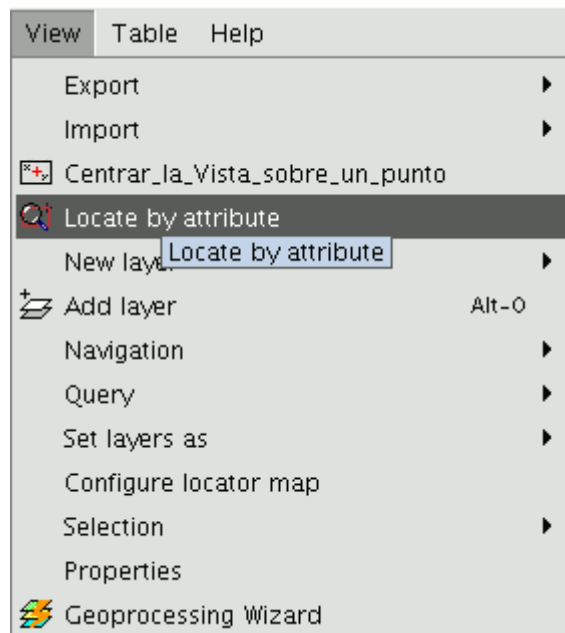 View Table Help
Export
Import
Centrar_la_Vista_sobre_un_punto
Locate by attribute
Locate by attribute
New layer
Add layer Alt-O
Navigation
Query
Set layers as
Configure locator map
Selection
Properties
Geoprocessing Wizard